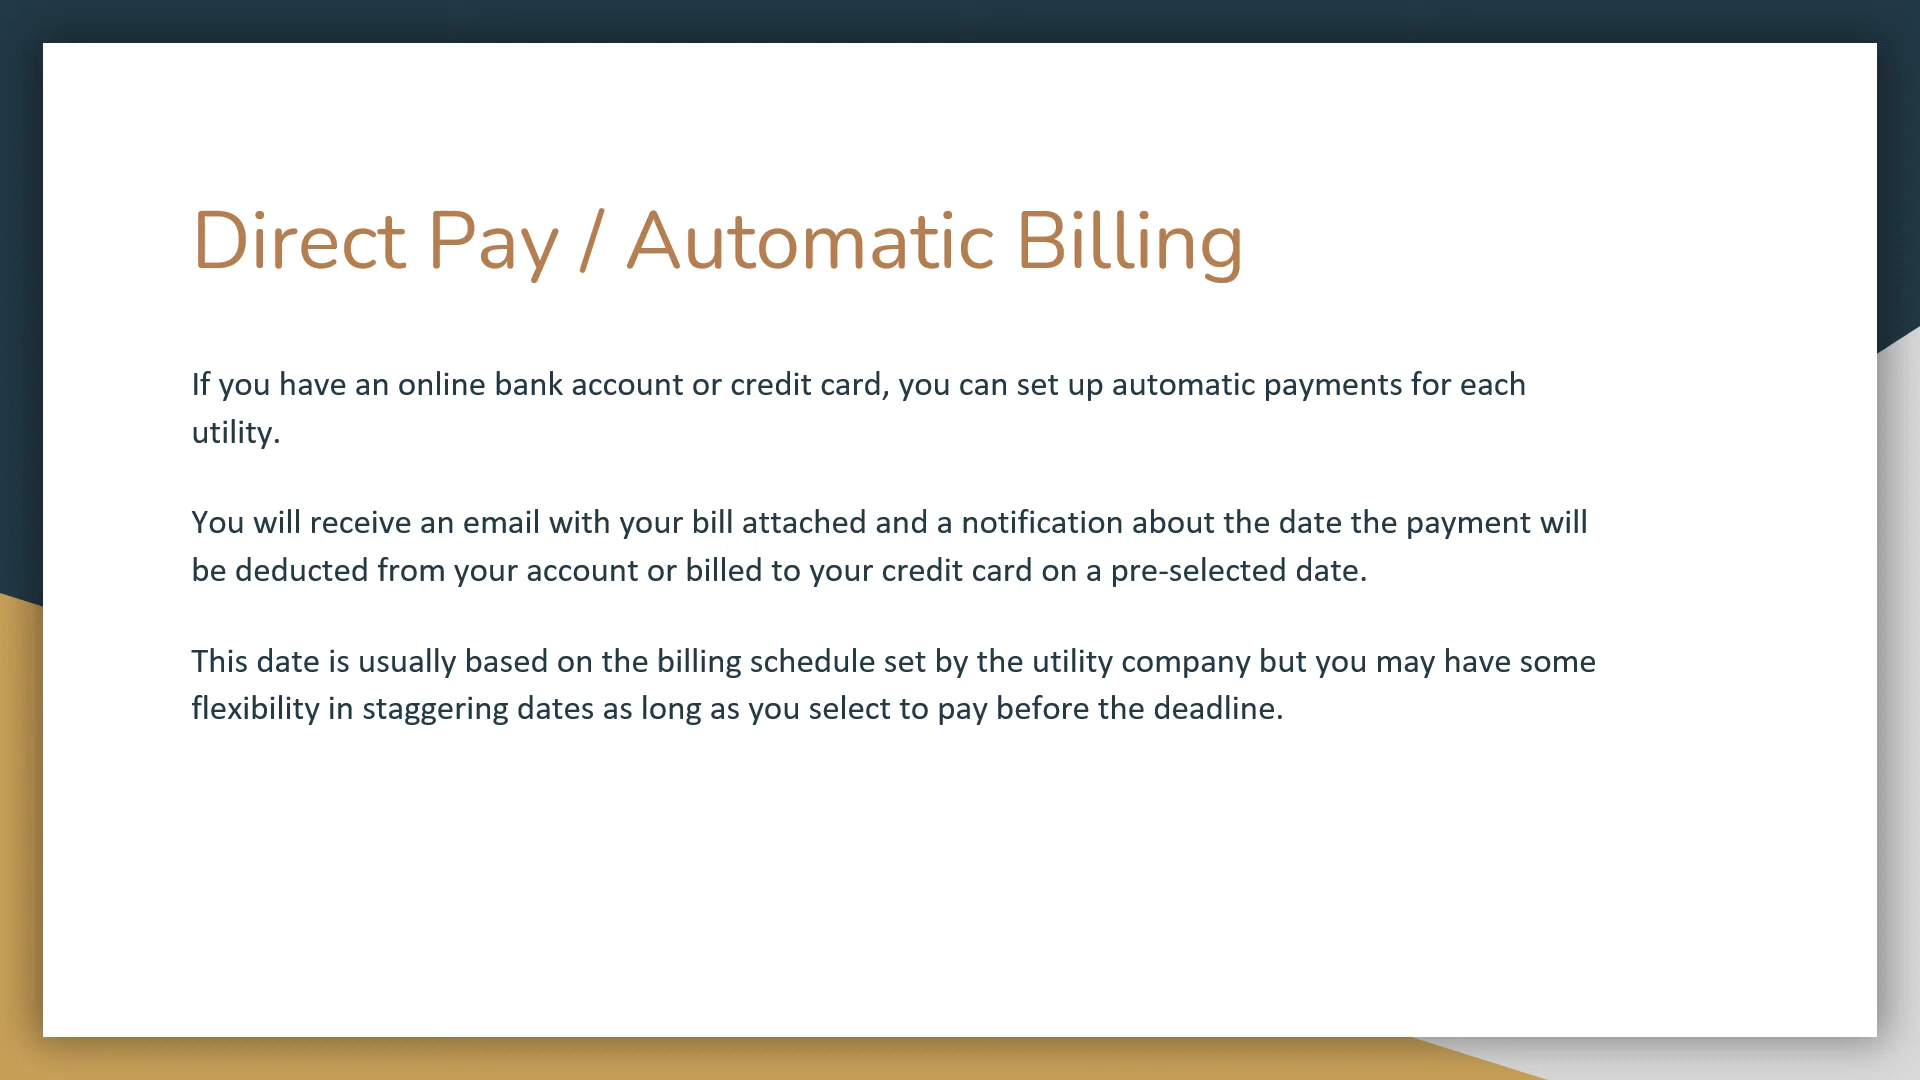 Direct Pay / Automatic Billing
If you have an online bank account or credit card, you can set up automatic payments for each
utility.
You will receive an email with your bill attached and a notification about the date the payment will
be deducted from your account or billed to your credit card on a pre-selected date.
This date is usually based on the billing schedule set by the utility company but you may have some
flexibility in staggering dates as long as you select to pay before the deadline.